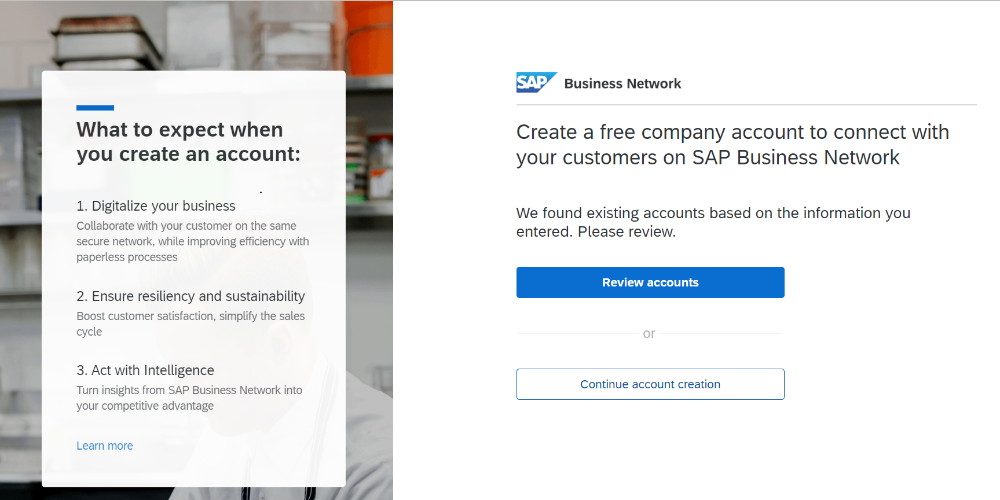 What to expect when
you create an account:
1. Digitalize your business
Collaborate with your customer on the same
secure network, while improving efficiency with
paperless processes
2. Ensure resiliency and sustainability
Boost customer satisfaction, simplify the sales
cycle
3. Act with Intelligence
Turn insights from SAP Business Network into
your competitive advantage
Learn more
SAP Business Network
Create a free company account to connect with
your customers on SAP Business Network
We found existing accounts based on the information you
entered. Please review.
Review accounts
or
Continue account creation